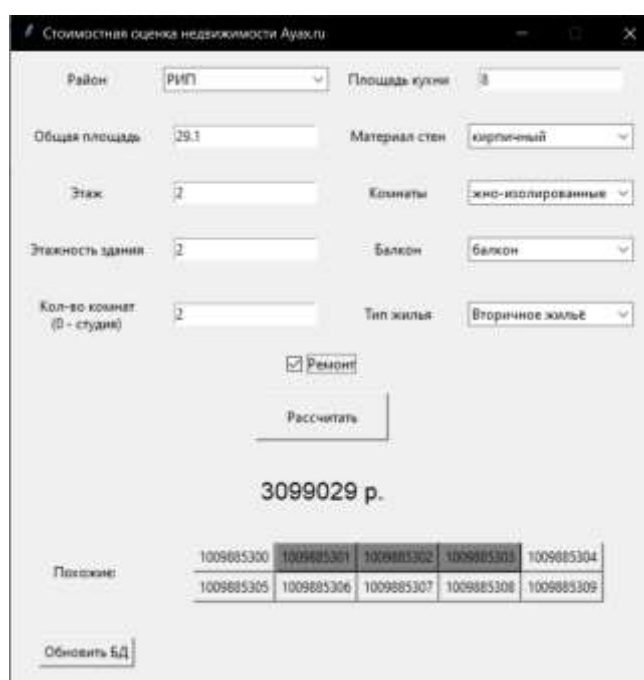 Стоимостная оценка недвижимости Ayax.ru
Район РИП Площадь кухни 8
Общая площадь 29.1 Материал стен кирпичный
Этаж 2 Комнаты жно-изолированные
Этажность здания 2 Балкон балкон
Кол-во комнат
(0 - студия) 2 Тип жилья Вторичное жильё
Ремонт
Рассчитать
3099029 р.
Похожие:
1009885300 1009885301 1009885302 1009885303 1009885304
1009885305 1009885306 1009885307 1009885308 1009885309
Обновить БД